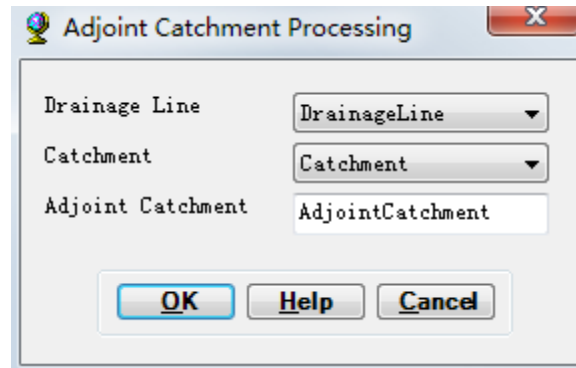 Adjoint Catchment Processing
Drainage Line DrainageLine
Catchment Catchment
Adjoint Catchment AdjointCatchment
OK Help Cancel